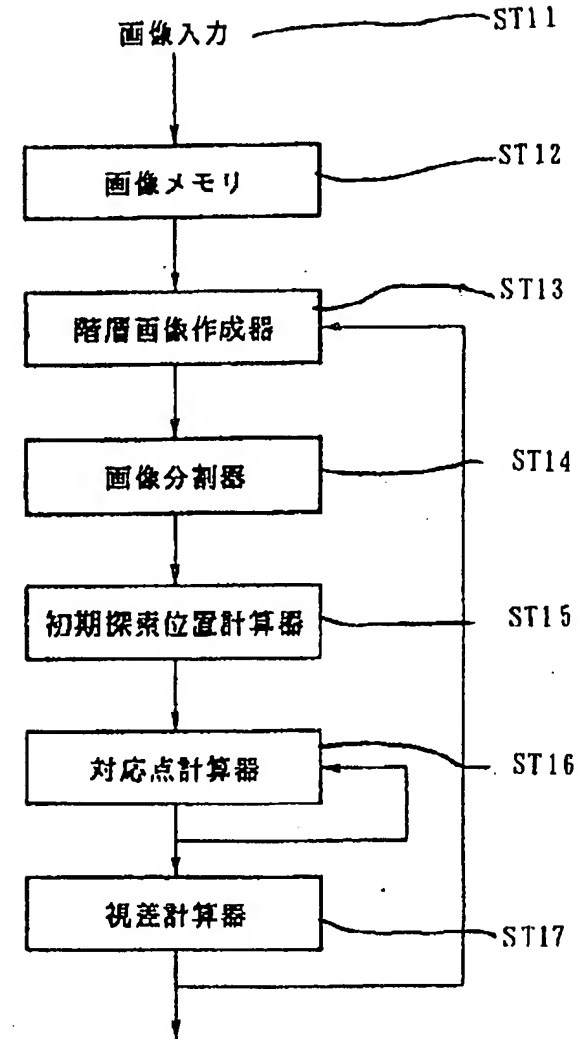 画像入力 ST11
画像メモリ ST12
階層画像作成器 ST13
画像分割器 ST14
初期探索位置計算器 ST15
対応点計算器 ST16
視差計算器 ST17